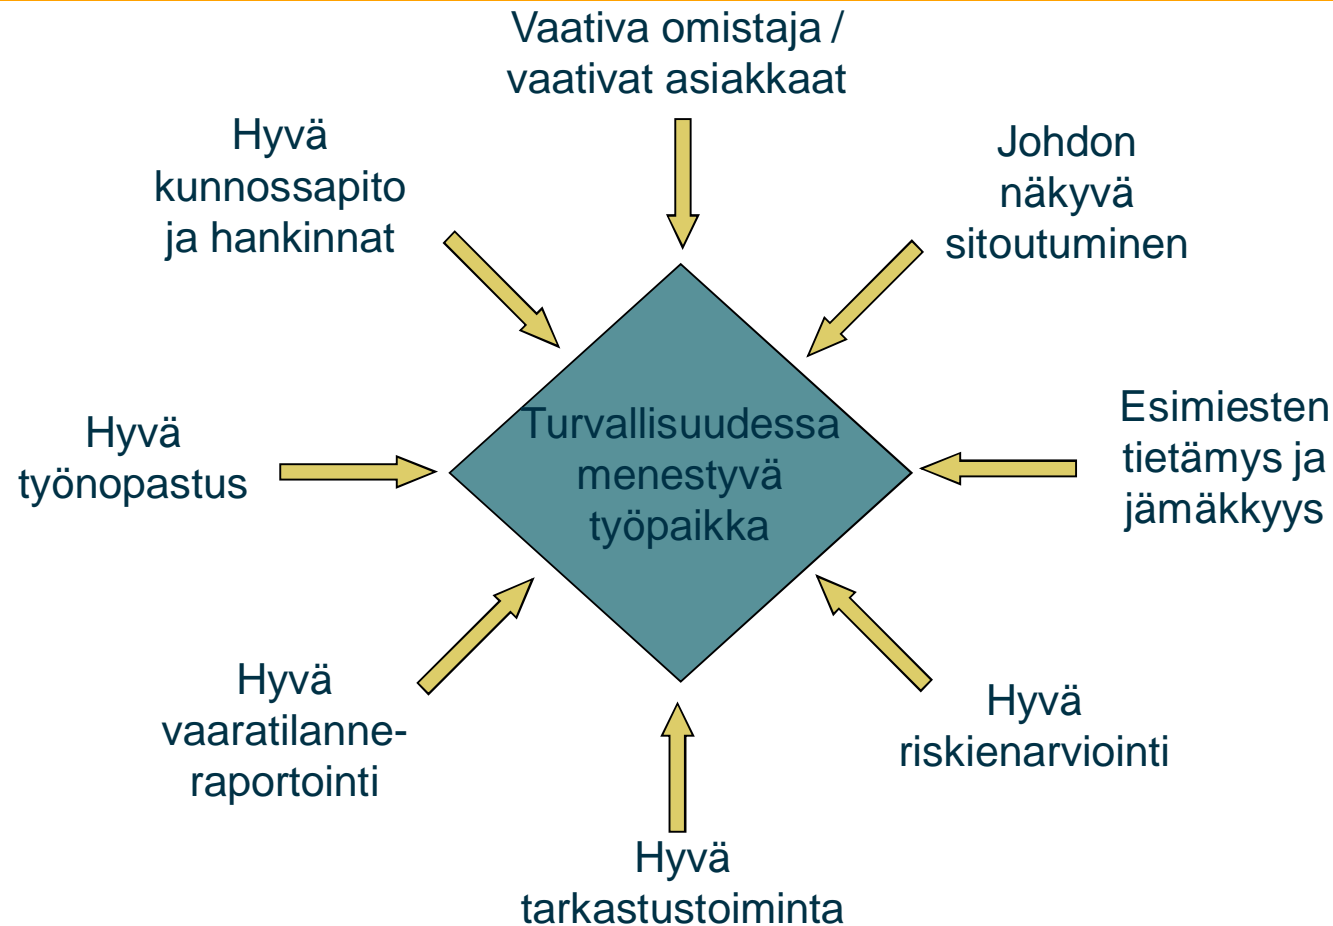 Vaativa omistaja /
vaativat asiakkaat
Hyvä
kunnossapito
ja hankinnat
Johdon
näkyvä
sitoutuminen
Hyvä
työnopastus
Turvallisuudessa
menestyvä
työpaikka
Esimiesten
tietämys ja
jämäkkyys
Hyvä
vaaratilanne-
raportointi
Hyvä
riskienarviointi
Hyvä
tarkastustoiminta